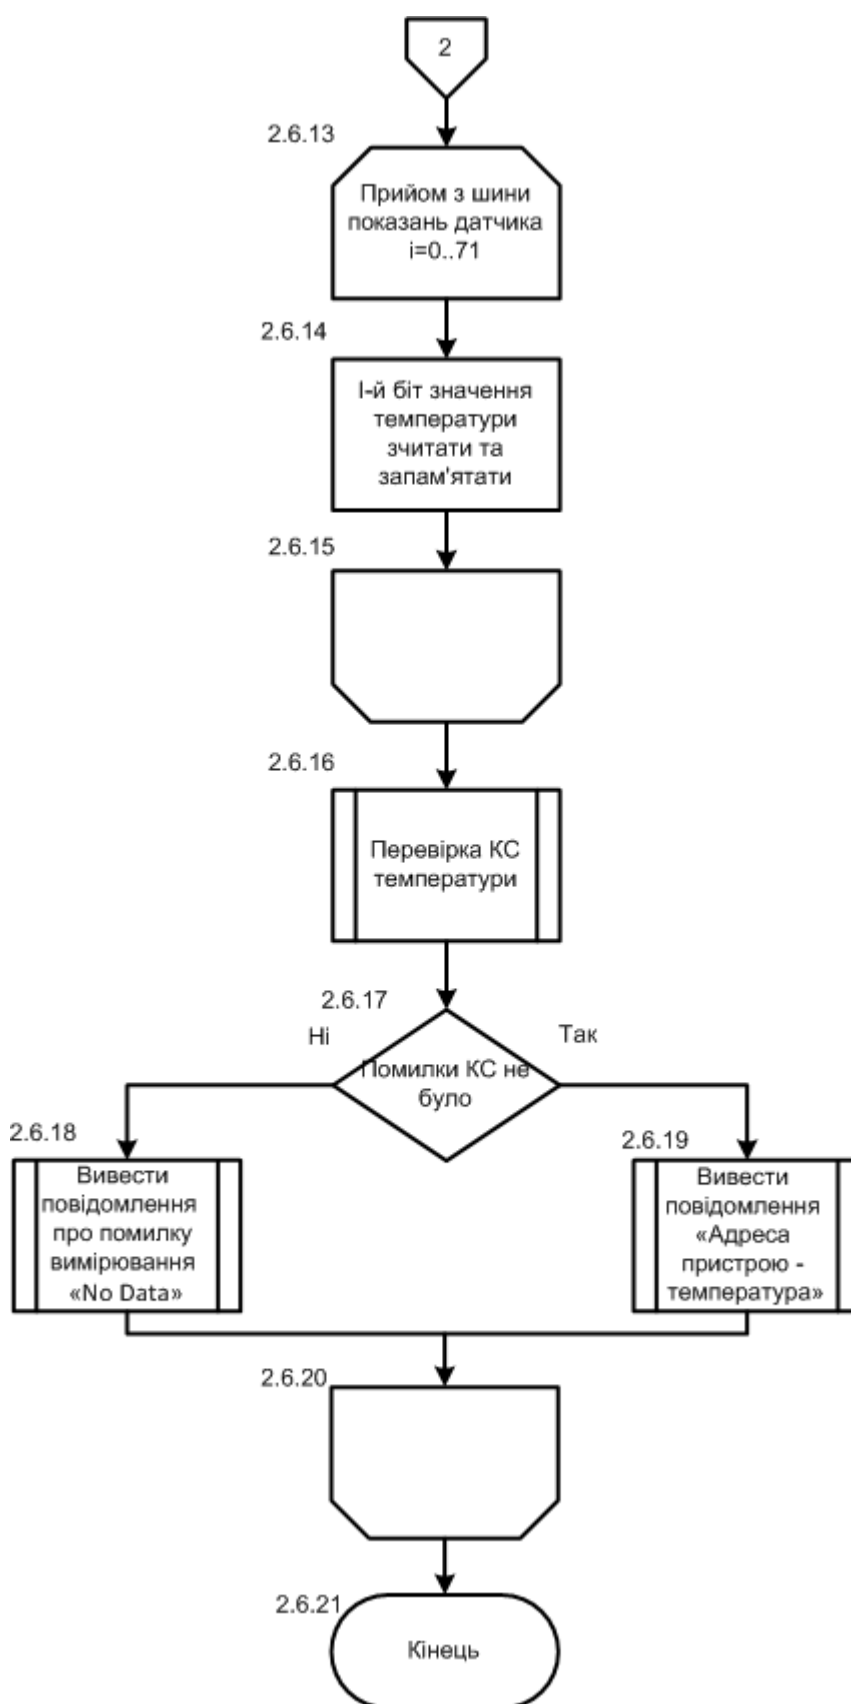 2
2.6.13
Прийом з шини
показань датчика
i=0..71
2.6.14
І-й біт значення
температури
зчитати та
запам'ятати
2.6.15
2.6.16
Перевірка КС
температури
2.6.17
Ні
Так
Помилки КС не
було
2.6.18
Вивести
повідомлення
про помилку
вимірювання
«No Data»
2.6.19
Вивести
повідомлення
«Адреса
пристрою -
температура»
2.6.20
2.6.21
Кінець